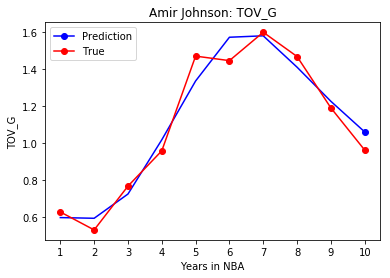 Amir Johnson: TOV_G
Prediction
True
TOV_G
1.6
1.4
1.2
1.0
0.8
0.6
1 2 3 4 5 6 7 8 9 10
Years in NBA